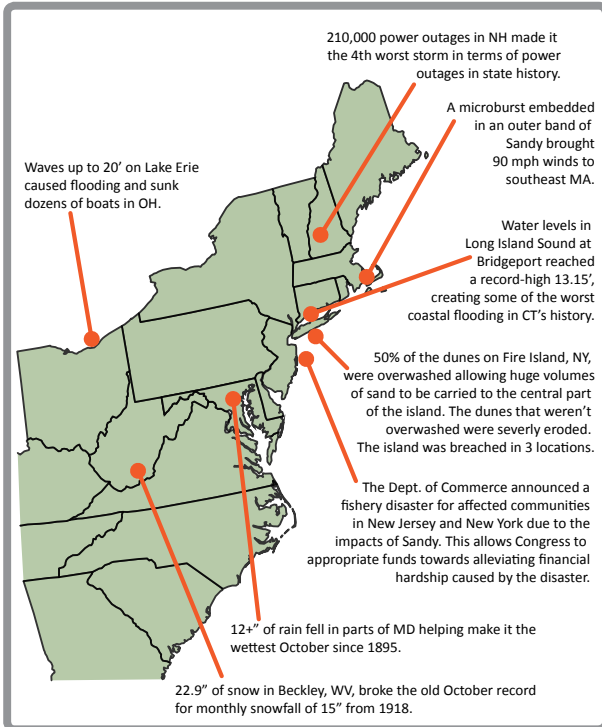 210,000 power outages in NH made it
the 4th worst storm in terms of power
outages in state history.
A microburst embedded
in an outer band of
Sandy brought
90 mph winds to
southeast MA.
Waves up to 20’ on Lake Erie
caused flooding and sunk
dozens of boats in OH.
Water levels in
Long Island Sound at
Bridgeport reached
a record-high 13.15’,
creating some of the worst
coastal flooding in CT’s history.
50% of the dunes on Fire Island, NY,
were overwashed allowing huge volumes
of sand to be carried to the central part
of the island. The dunes that weren’t
overwashed were severly eroded.
The island was breached in 3 locations.
The Dept. of Commerce announced a
fishery disaster for affected communities
in New Jersey and New York due to the
impacts of Sandy. This allows Congress to
appropriate funds towards alleviating financial
hardship caused by the disaster.
12+” of rain fell in parts of MD helping make it the
wettest October since 1895.
22.9” of snow in Beckley, WV, broke the old October record
for monthly snowfall of 15” from 1918.